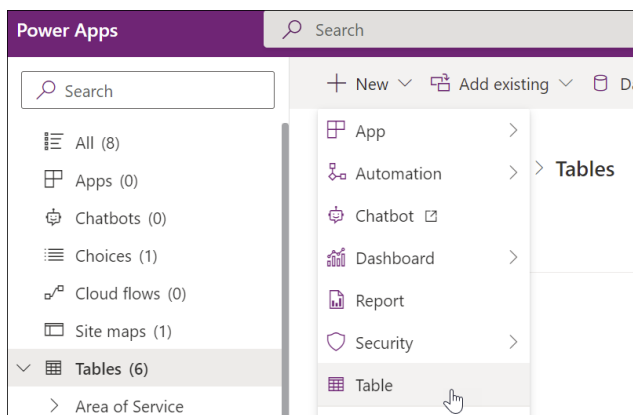 Power Apps
Search
Search
New
Add existing
All (8)
Apps (0)
Chatbots (0)
Choices (1)
Cloud flows (0)
Site maps (1)
Tables (6)
Area of Service
App
Automation
Chatbot
Dashboard
Report
Security
Table
Tables